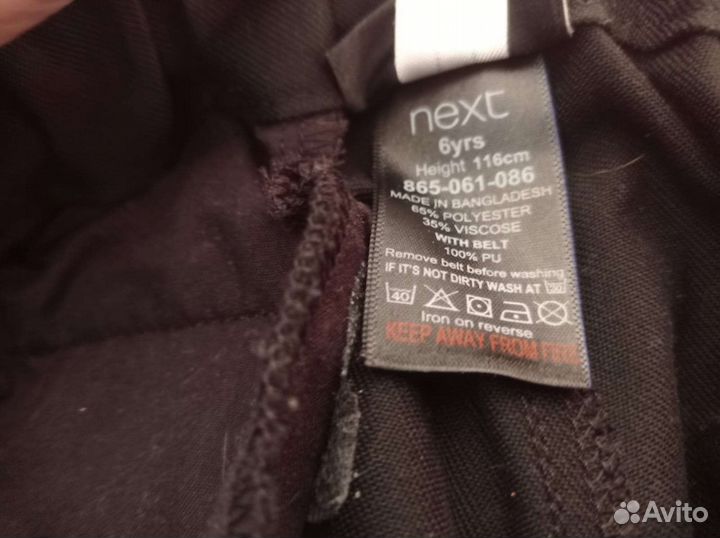 next
6yrs
Height 116cm
865-061-086
MADE IN BANGLADESH
65% POLYESTER
35% VISCOSE
WITH BELT
100% PU
Remove belt before washing
IF IT'S NOT DIRTY WASH AT 30
40
Iron on reverse
KEEP AWAY FROM FIRE
Avito